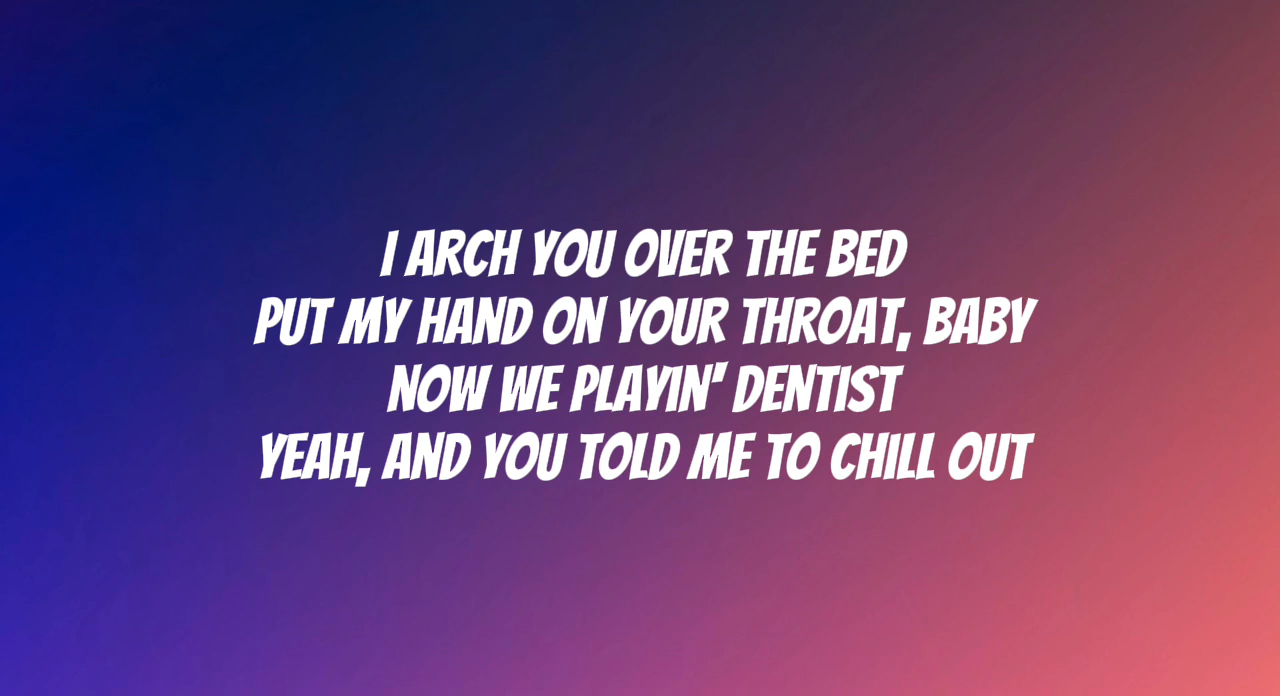 I ARCH YOU OVER THE BED
PUT MY HAND ON YOUR THROAT, BABY
NOW WE PLAYIN' DENTIST
YEAH, AND YOU TOLD ME TO CHILL OUT